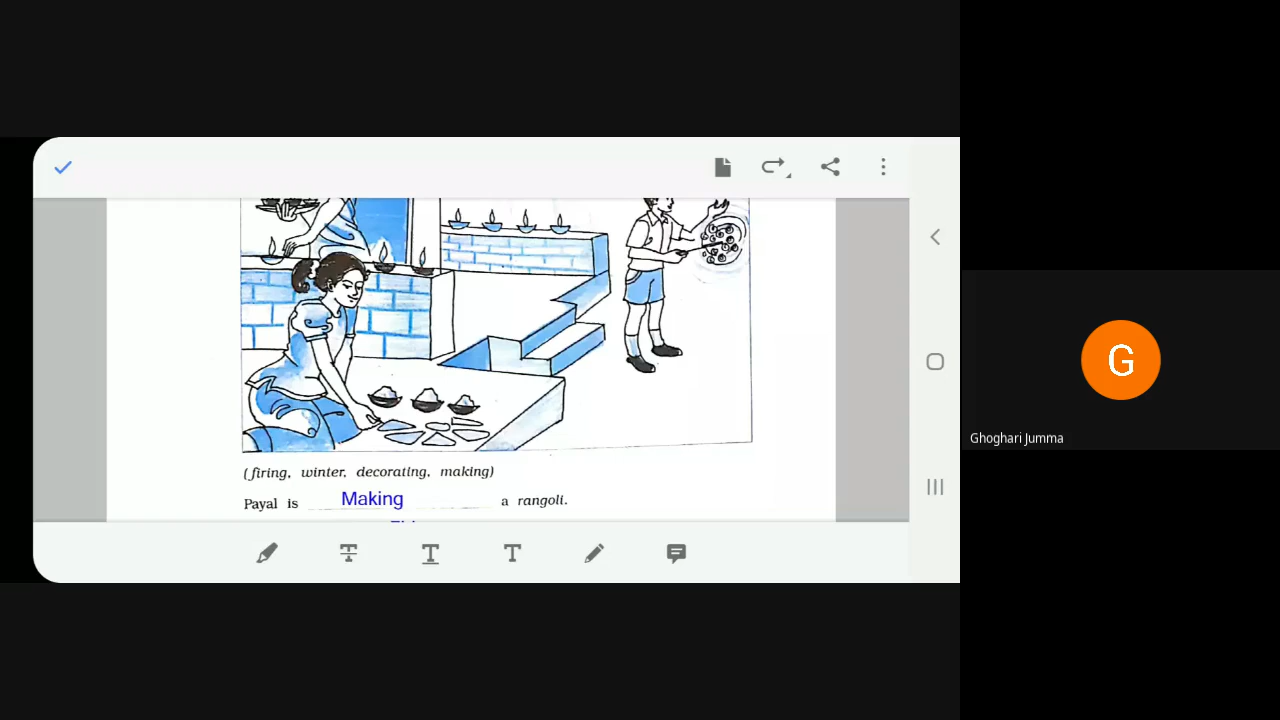 (firing, winter, decorating, making)
Payal is Making a rangoli.
G
Ghoghari Jumma